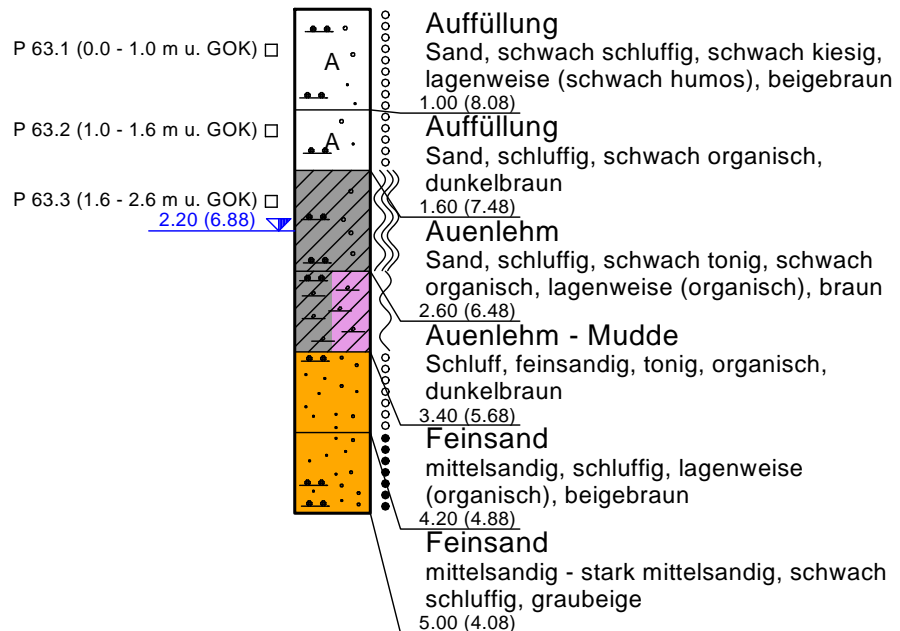 Auffüllung
P 63.1 (0.0 - 1.0 m u. GOK)
Sand, schwach schluffig, schwach kiesig,
lagenweise (schwach humos), beigebraun
A
1.00 (8.08)
Auffüllung
P 63.2 (1.0 - 1.6 m u. GOK)
A
Sand, schluffig, schwach organisch,
dunkelbraun
P 63.3 (1.6 - 2.6 m u. GOK)
1.60 (7.48)
2.20 (6.88)
Auenlehm
Sand, schluffig, schwach tonig, schwach
organisch, lagenweise (organisch), braun
2.60 (6.48)
Auenlehm - Mudde
Schluff, feinsandig, tonig, organisch,
dunkelbraun
3.40 (5.68)
Feinsand
mittelsandig, schluffig, lagenweise
(organisch), beigebraun
4.20 (4.88)
Feinsand
mittelsandig - stark mittelsandig, schwach
schluffig, graubeige
5.00 (4.08)